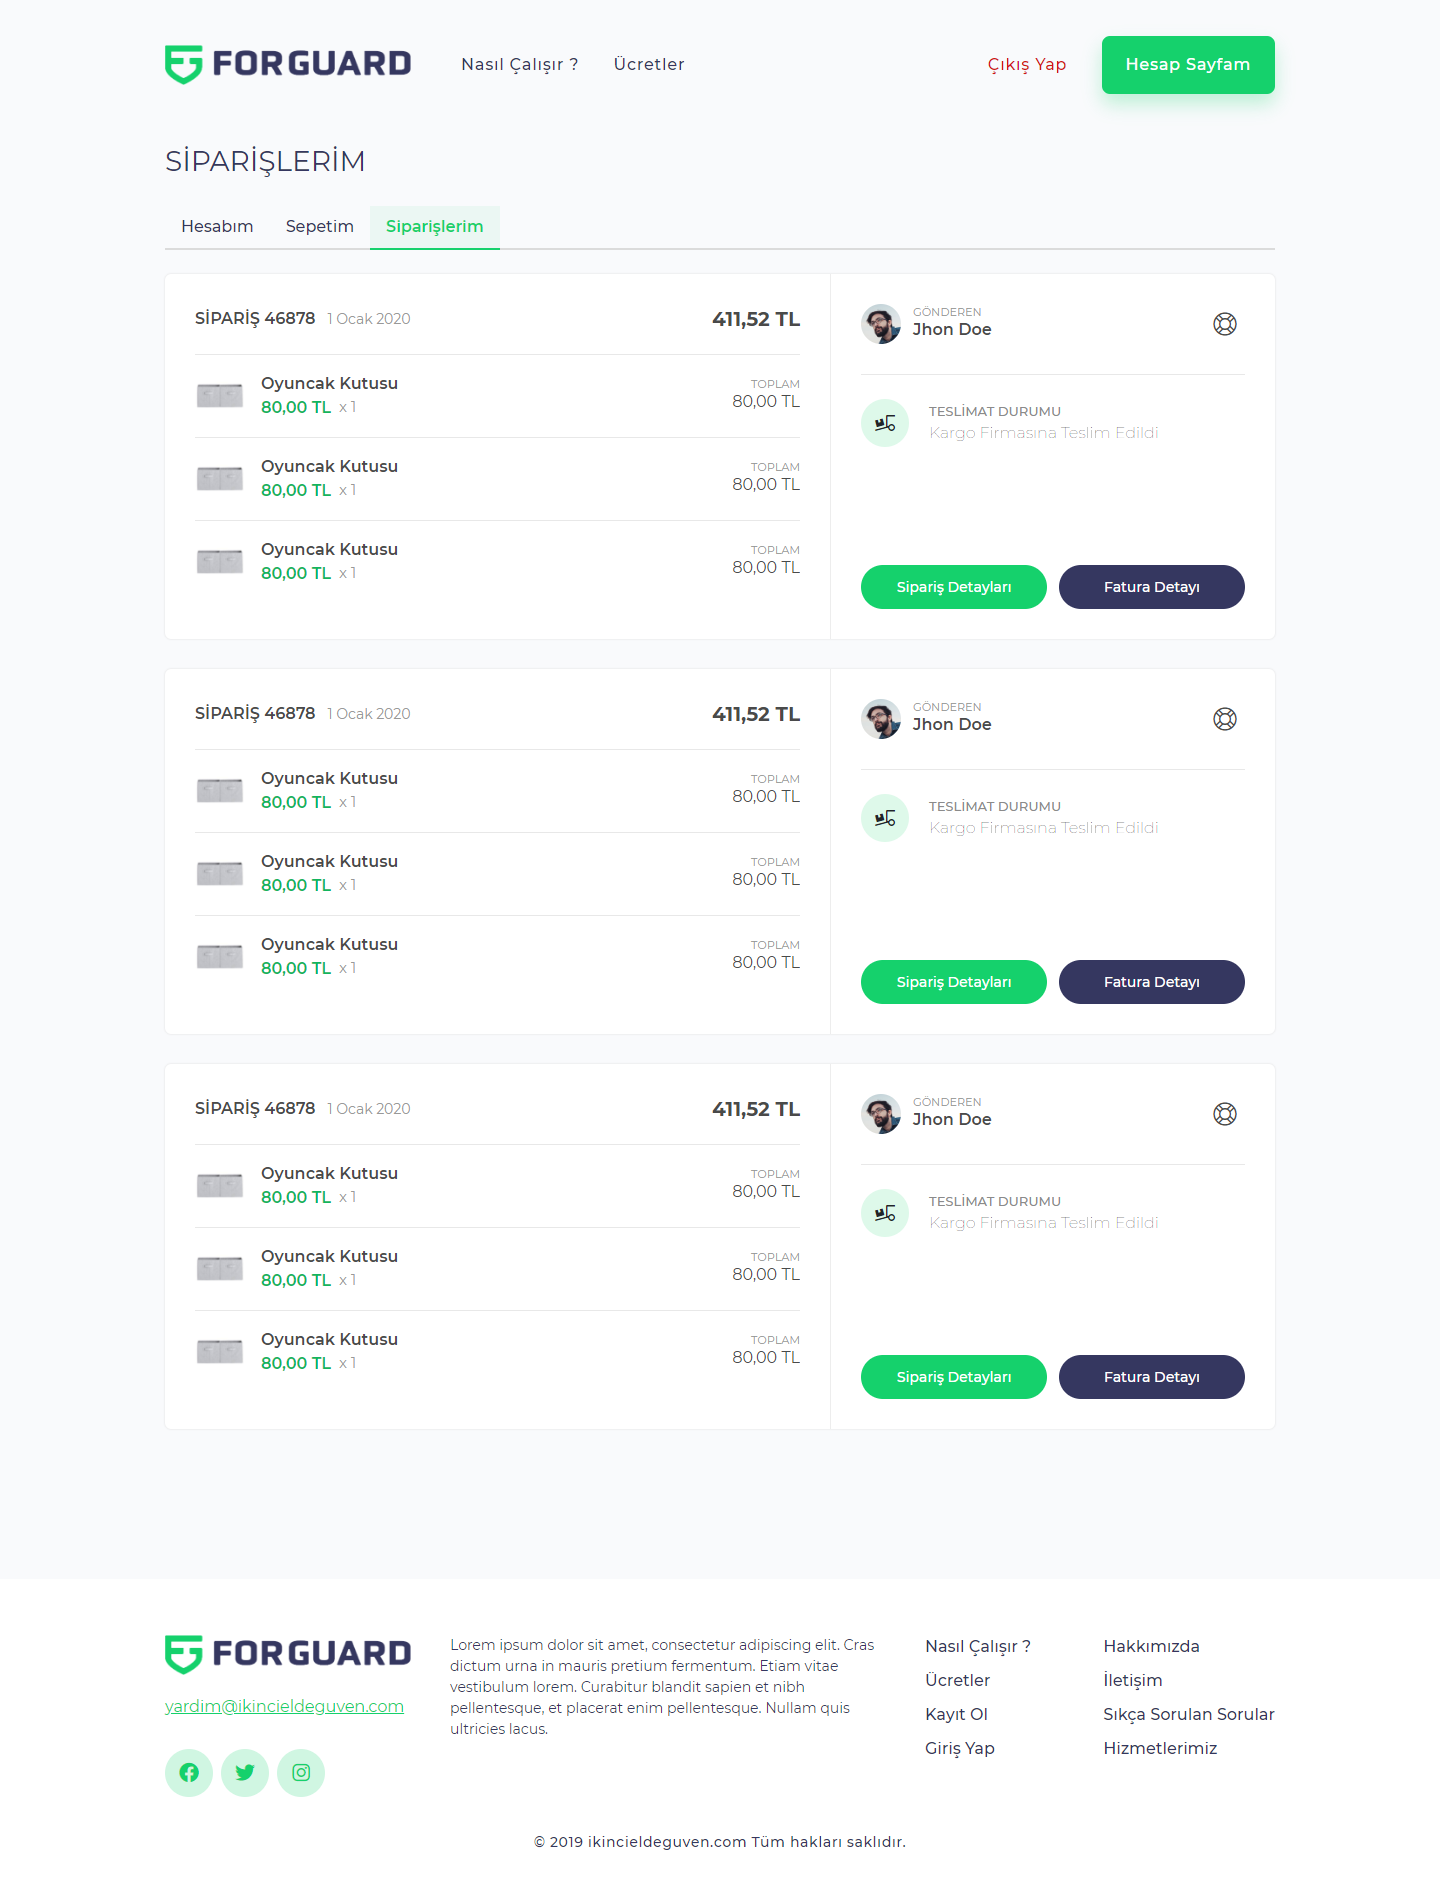 FORGUARD
Nasıl Çalışır ?
Ücretler
Çıkış Yap
Hesap Sayfam
SİPARİŞLERİM
Hesabım
Sepetim
Siparişlerim
SİPARİŞ 46878 1 Ocak 2020
411,52 TL
Oyuncak Kutusu
80,00 TL x 1
TOPLAM
80,00 TL
Oyuncak Kutusu
80,00 TL x 1
TOPLAM
80,00 TL
Oyuncak Kutusu
80,00 TL x 1
TOPLAM
80,00 TL
GÖNDEREN
Jhon Doe
TESLİMAT DURUMU
Kargo Firmasına Teslim Edildi
Sipariş Detayları
Fatura Detayı
SİPARİŞ 46878 1 Ocak 2020
411,52 TL
Oyuncak Kutusu
80,00 TL x 1
TOPLAM
80,00 TL
Oyuncak Kutusu
80,00 TL x 1
TOPLAM
80,00 TL
Oyuncak Kutusu
80,00 TL x 1
TOPLAM
80,00 TL
GÖNDEREN
Jhon Doe
TESLİMAT DURUMU
Kargo Firmasına Teslim Edildi
Sipariş Detayları
Fatura Detayı
SİPARİŞ 46878 1 Ocak 2020
411,52 TL
Oyuncak Kutusu
80,00 TL x 1
TOPLAM
80,00 TL
Oyuncak Kutusu
80,00 TL x 1
TOPLAM
80,00 TL
Oyuncak Kutusu
80,00 TL x 1
TOPLAM
80,00 TL
GÖNDEREN
Jhon Doe
TESLİMAT DURUMU
Kargo Firmasına Teslim Edildi
Sipariş Detayları
Fatura Detayı
FORGUARD
yardim@ikincieldeguven.com
Lorem ipsum dolor sit amet, consectetur adipiscing elit. Cras
dictum urna in mauris pretium fermentum. Etiam vitae
vestibulum lorem. Curabitur blandit sapien et nibh
pellentesque, et placerat enim pellentesque. Nullam quis
ultricies lacus.
Nasıl Çalışır ?
Ücretler
Kayıt Ol
Giriş Yap
Hakkımızda
İletişim
Sıkça Sorulan Sorular
Hizmetlerimiz
© 2019 ikincieldeguven.com Tüm hakları saklıdır.